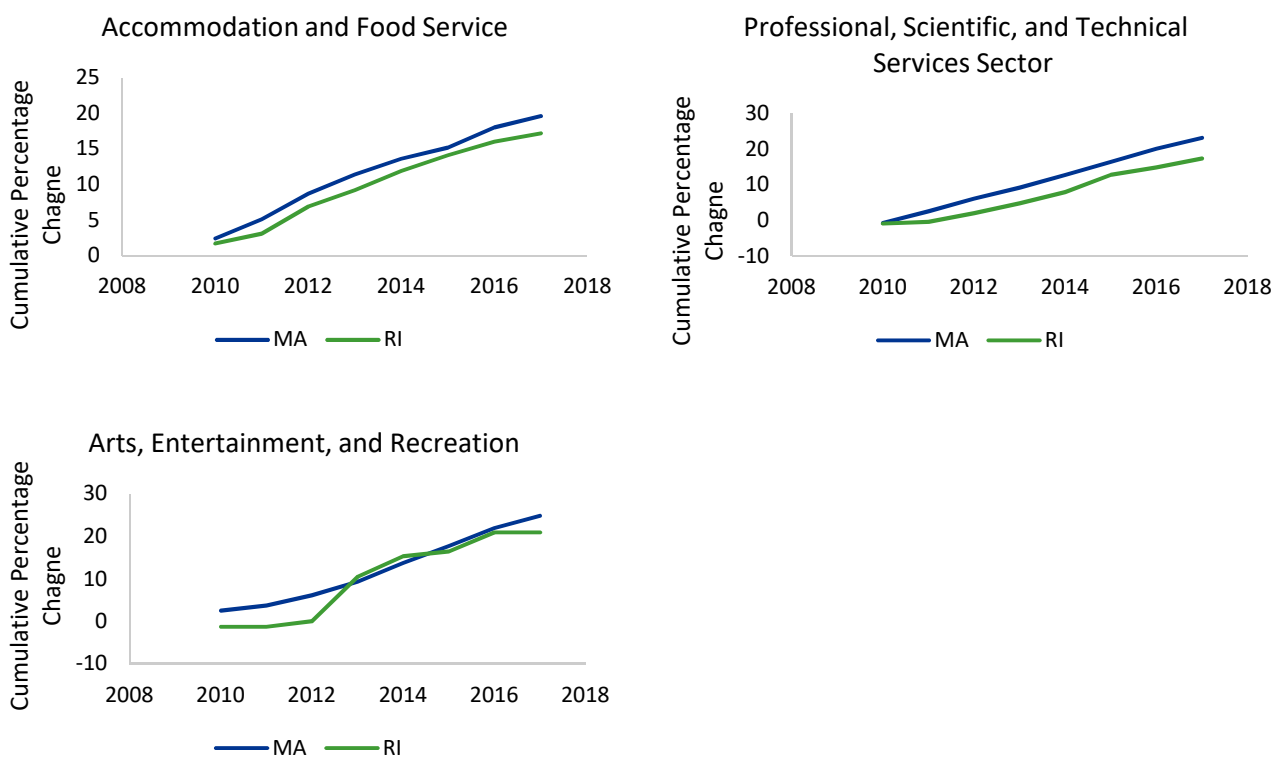 Accommodation and Food Service
Cumulative Percentage
Chagne
25
20
15
10
5
0
2008 2010 2012 2014 2016 2018
MA RI
Professional, Scientific, and Technical
Services Sector
Cumulative Percentage
Chagne
30
20
10
0
-10
2008 2010 2012 2014 2016 2018
MA RI
Arts, Entertainment, and Recreation
Cumulative Percentage
Chagne
30
20
10
0
-10
2008 2010 2012 2014 2016 2018
MA RI